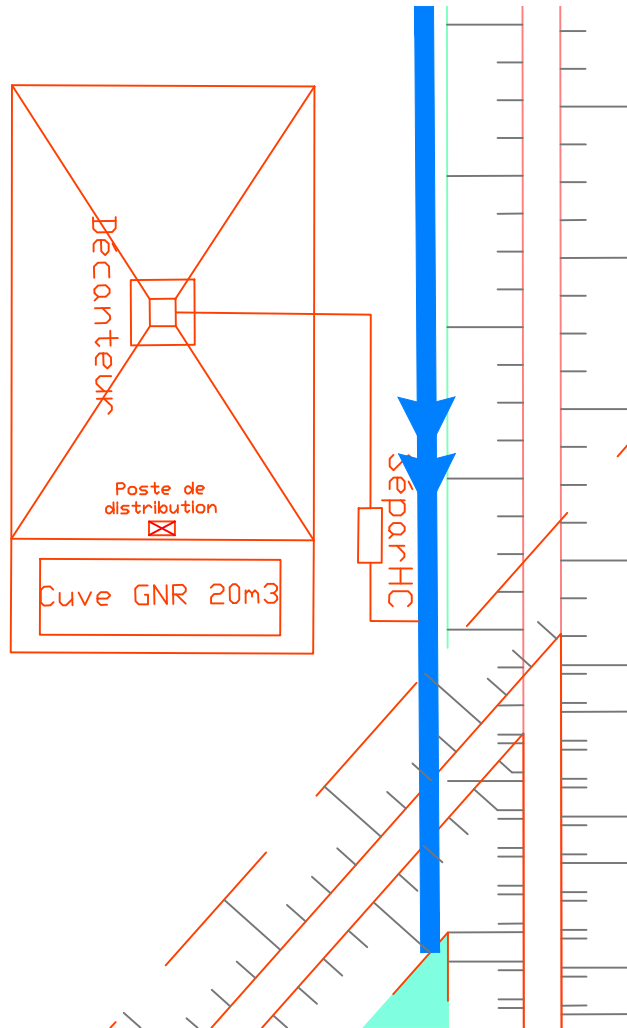 Décanteur
SéparHC
Poste de
distribution
Cuve GNR 20m3